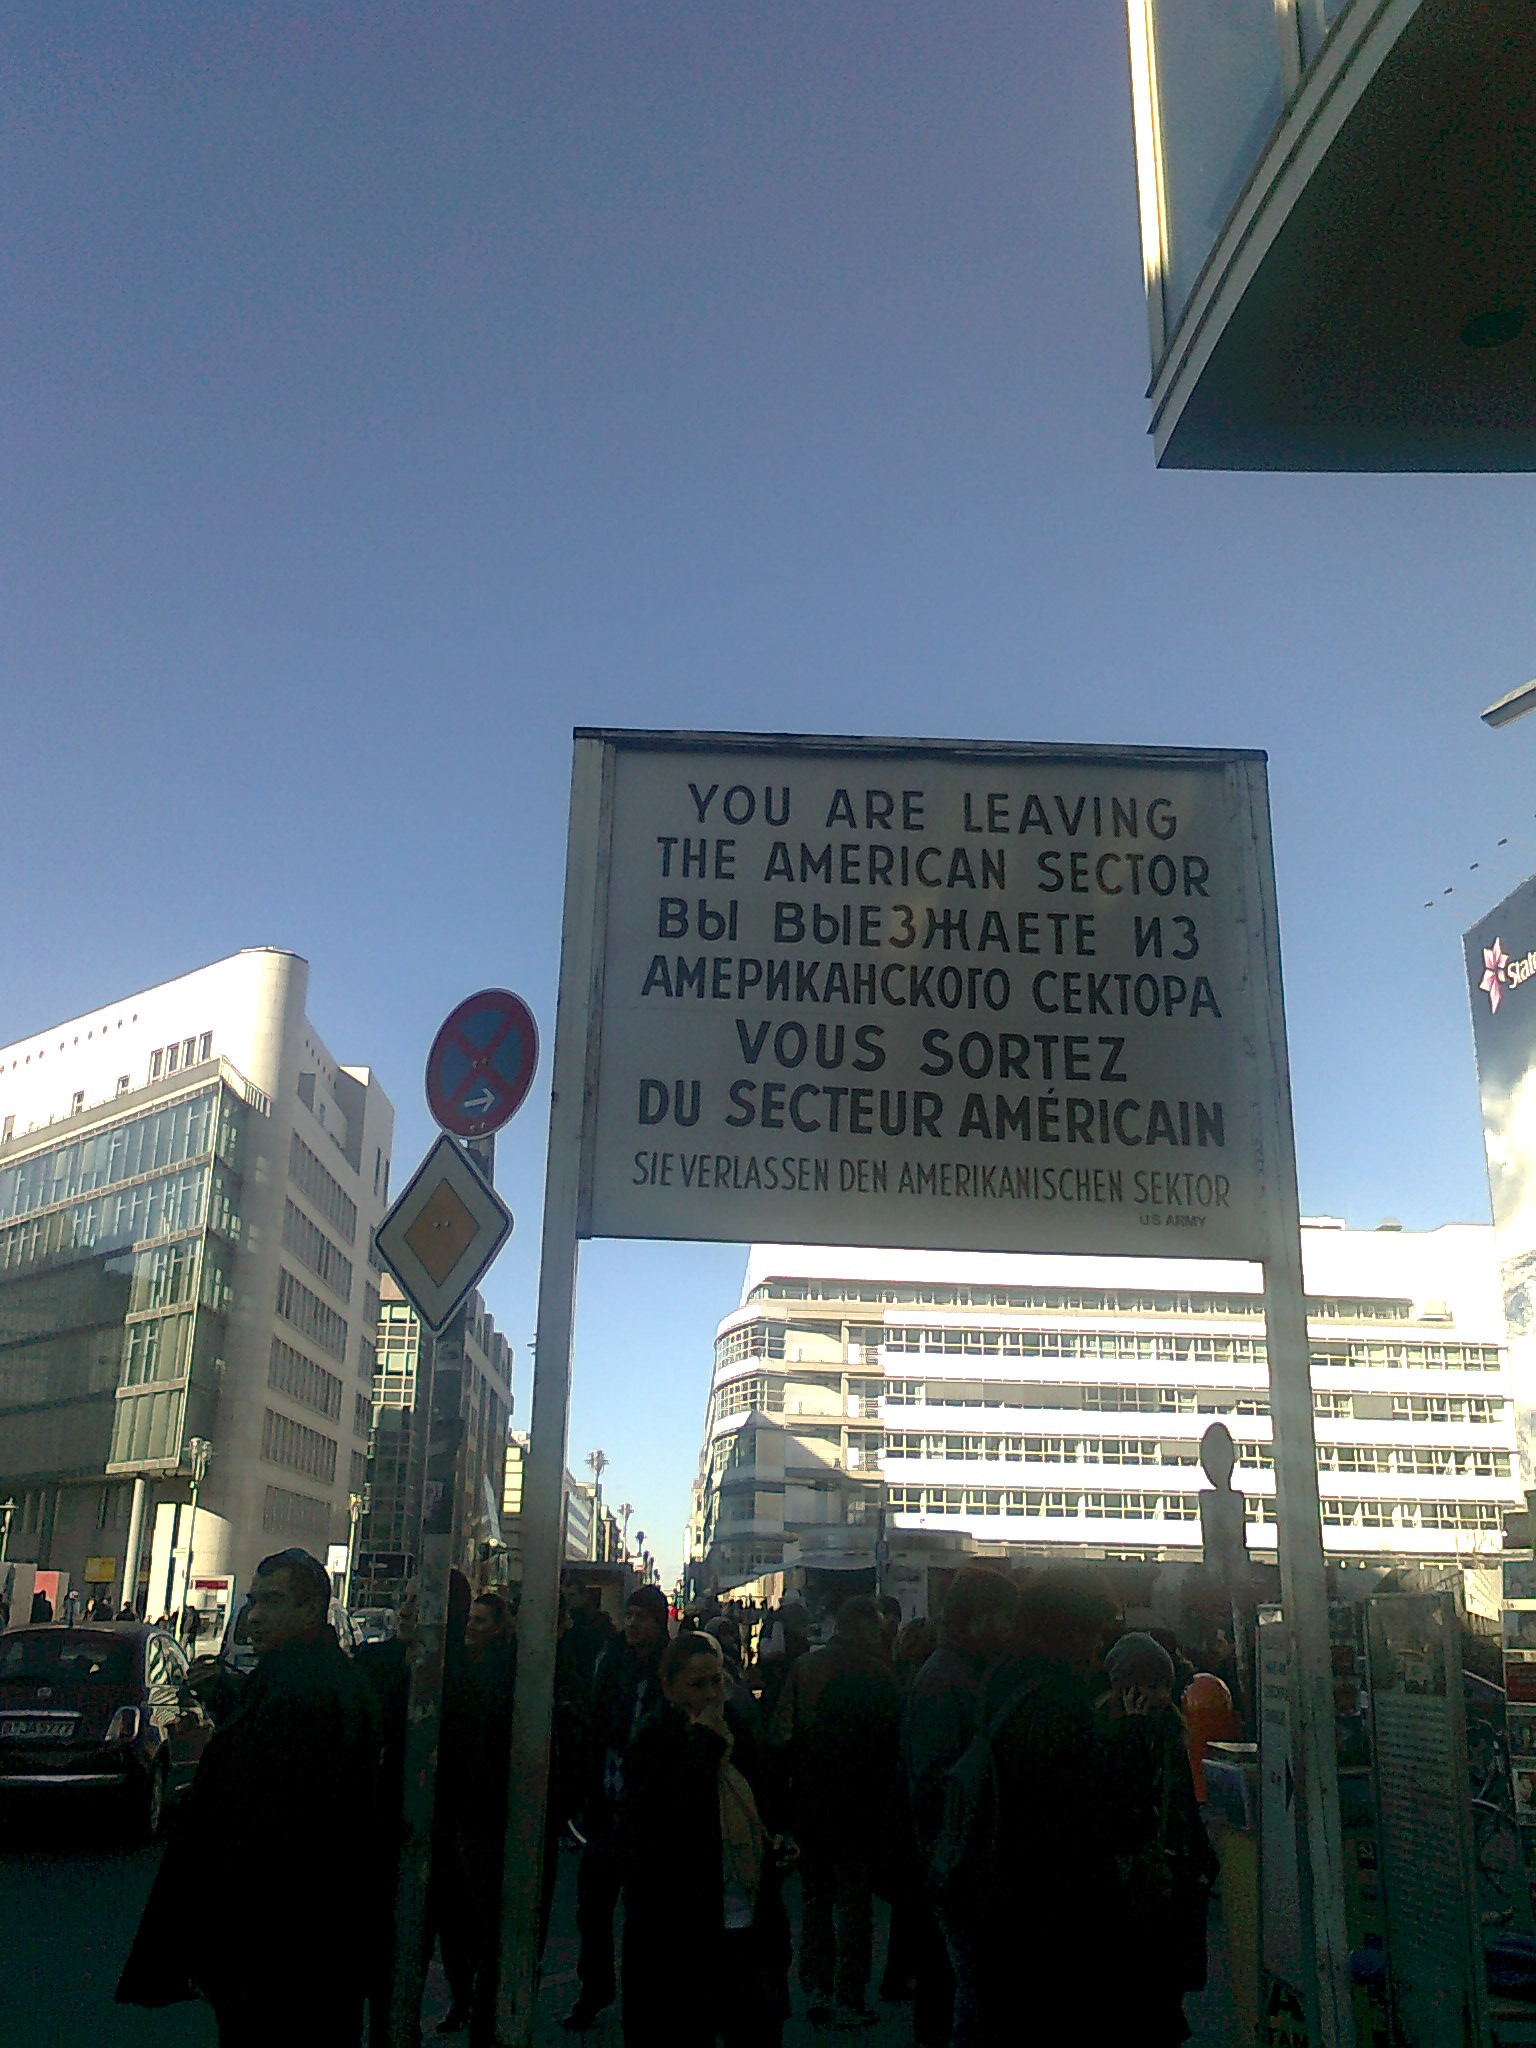 YOU ARE LEAVING
THE AMERICAN SECTOR
ВЫ ВЫЕЗЖАЕТЕ ИЗ
АМЕРИКАНСКОГО СЕКТОРА
VOUS SORTEZ
DU SECTEUR AMÉRICAIN
SIE VERLASSEN DEN AMERIKANISCHEN SEKTOR
US ARMY